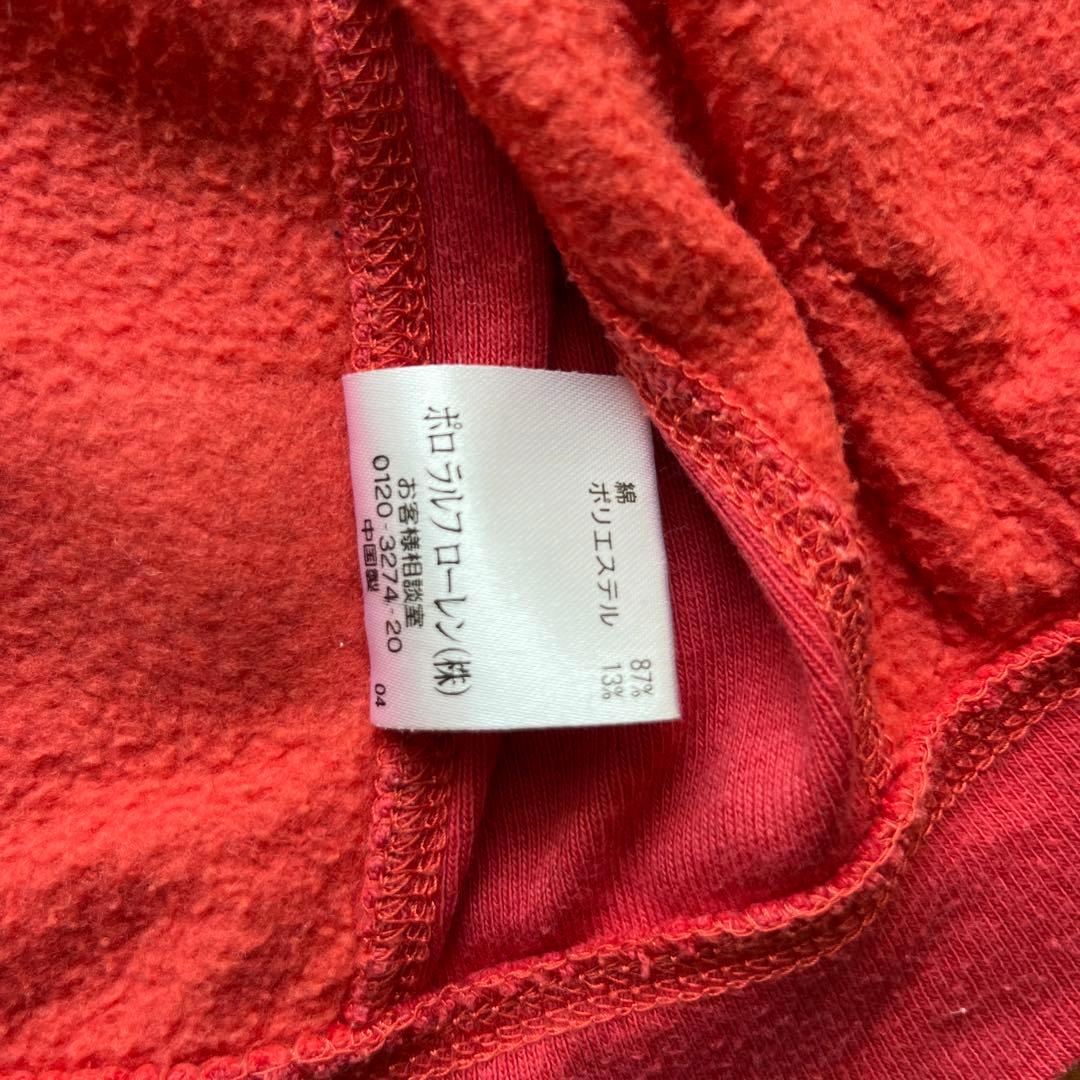 綿 87%
ポリエステル 13%
ポロ ラルフ ローレン(株)
お客様相談室
0120-3274-20
中国製 04